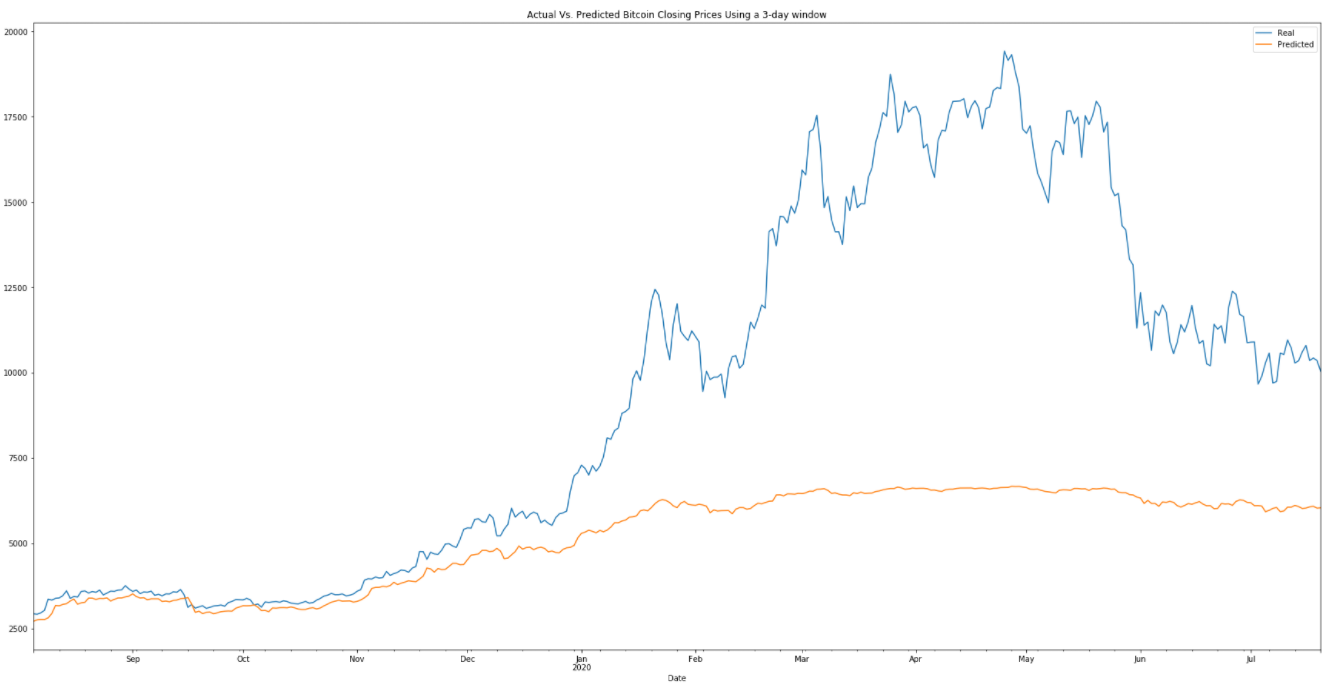 Actual Vs. Predicted Bitcoin Closing Prices Using a 3-day window
Real
Predicted
20000
17500
15000
12500
10000
7500
5000
2500
Sep Oct Nov Dec Jan Feb Mar Apr May Jun Jul
2020
Date